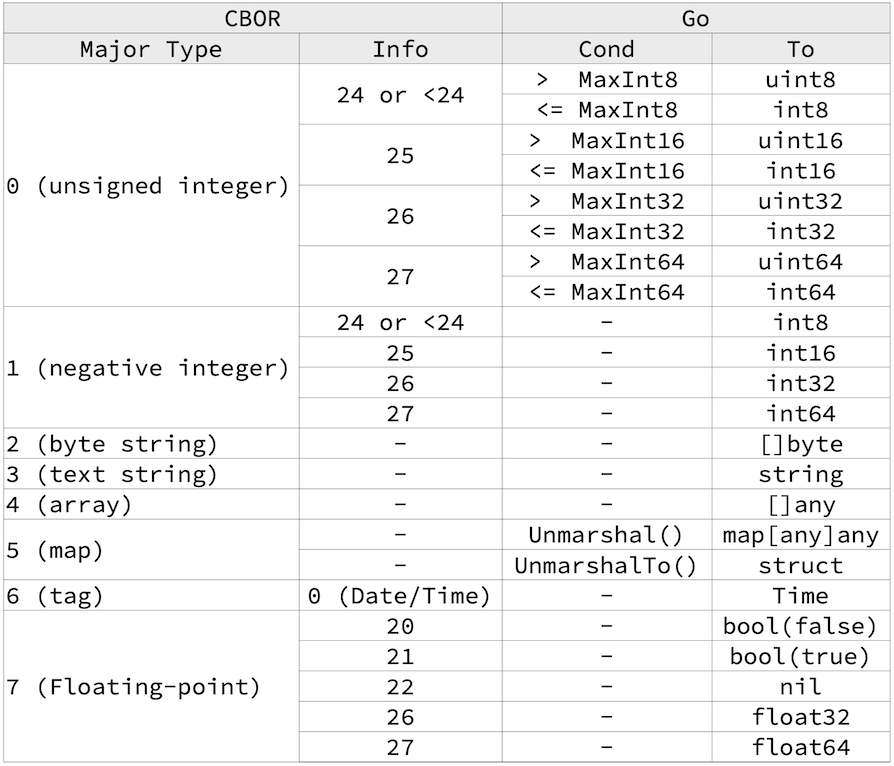 CBOR Go
Major Type Info Cond To
0 (unsigned integer) 24 or <24 > MaxInt8 uint8
<= MaxInt8 int8
25 > MaxInt16 uint16
<= MaxInt16 int16
26 > MaxInt32 uint32
<= MaxInt32 int32
27 > MaxInt64 uint64
<= MaxInt64 int64
1 (negative integer) 24 or <24 - int8
25 - int16
26 - int32
27 - int64
2 (byte string) - - []byte
3 (text string) - - string
4 (array) - - []any
5 (map) - Unmarshal() map[any]any
- UnmarshalTo() struct
6 (tag) 0 (Date/Time) - Time
7 (Floating-point) 20 - bool(false)
21 - bool(true)
22 - nil
26 - float32
27 - float64